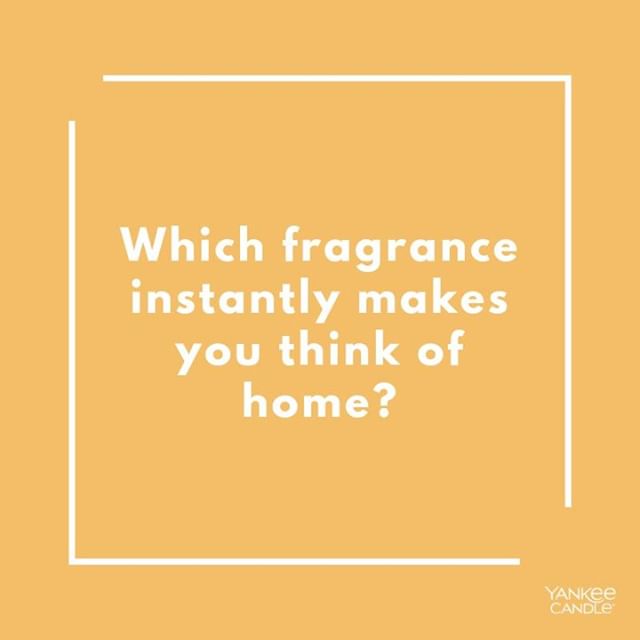 Which fragrance
instantly makes
you think of
home?
YANKEE
CANDLE